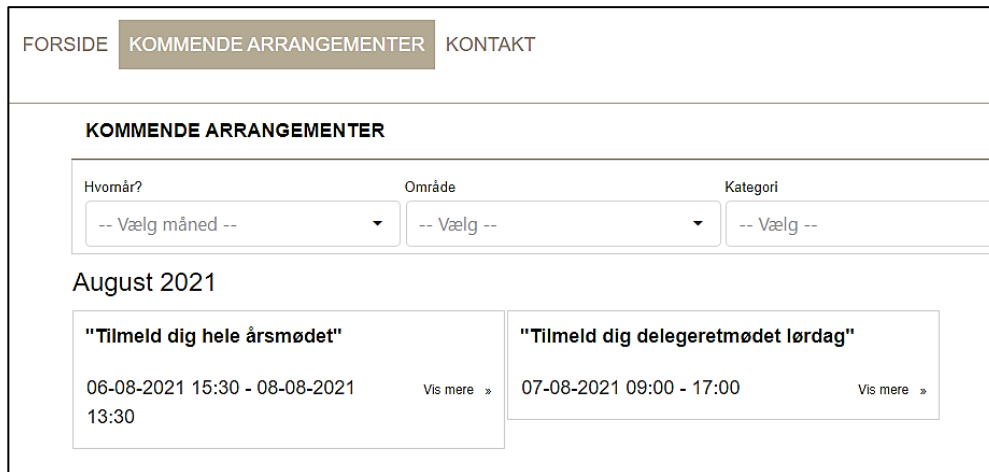 FORSIDE KOMMENDE ARRANGEMENTER KONTAKT
KOMMENDE ARRANGEMENTER
Hvornår? Område Kategori
-- Vælg måned -- -- Vælg -- -- Vælg --
August 2021
"Tilmeld dig hele årsmødet" "Tilmeld dig delegeretmødet lørdag"
06-08-2021 15:30 - 08-08-2021 Vis mere » 07-08-2021 09:00 - 17:00 Vis mere »
13:30